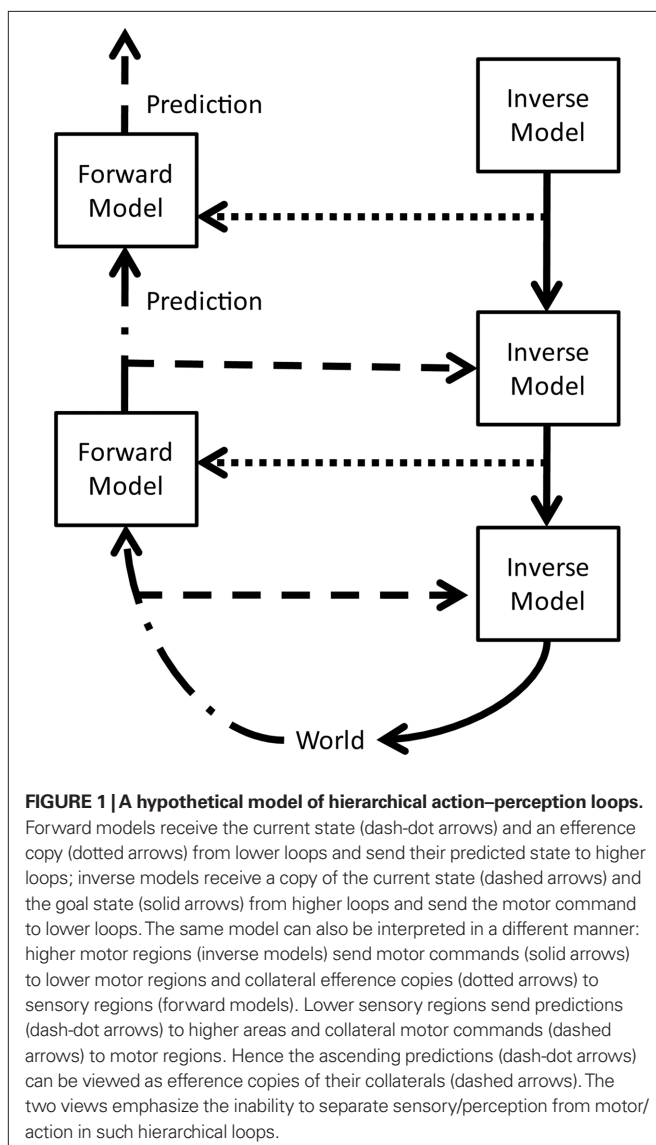 Prediction
Inverse
Model
Forward
Model
Prediction
Inverse
Model
Forward
Model
Inverse
Model
World
FIGURE 1 | A hypothetical model of hierarchical action–perception loops.
Forward models receive the current state (dash-dot arrows) and an efference
copy (dotted arrows) from lower loops and send their predicted state to higher
loops; inverse models receive a copy of the current state (dashed arrows) and
the goal state (solid arrows) from higher loops and send the motor command
to lower loops. The same model can also be interpreted in a different manner:
higher motor regions (inverse models) send motor commands (solid arrows)
to lower motor regions and collateral efference copies (dotted arrows) to
sensory regions (forward models). Lower sensory regions send predictions
(dash-dot arrows) to higher areas and collateral motor commands (dashed
arrows) to motor regions. Hence the ascending predictions (dash-dot arrows)
can be viewed as efference copies of their collaterals (dashed arrows). The
two views emphasize the inability to separate sensory/perception from motor/
action in such hierarchical loops.